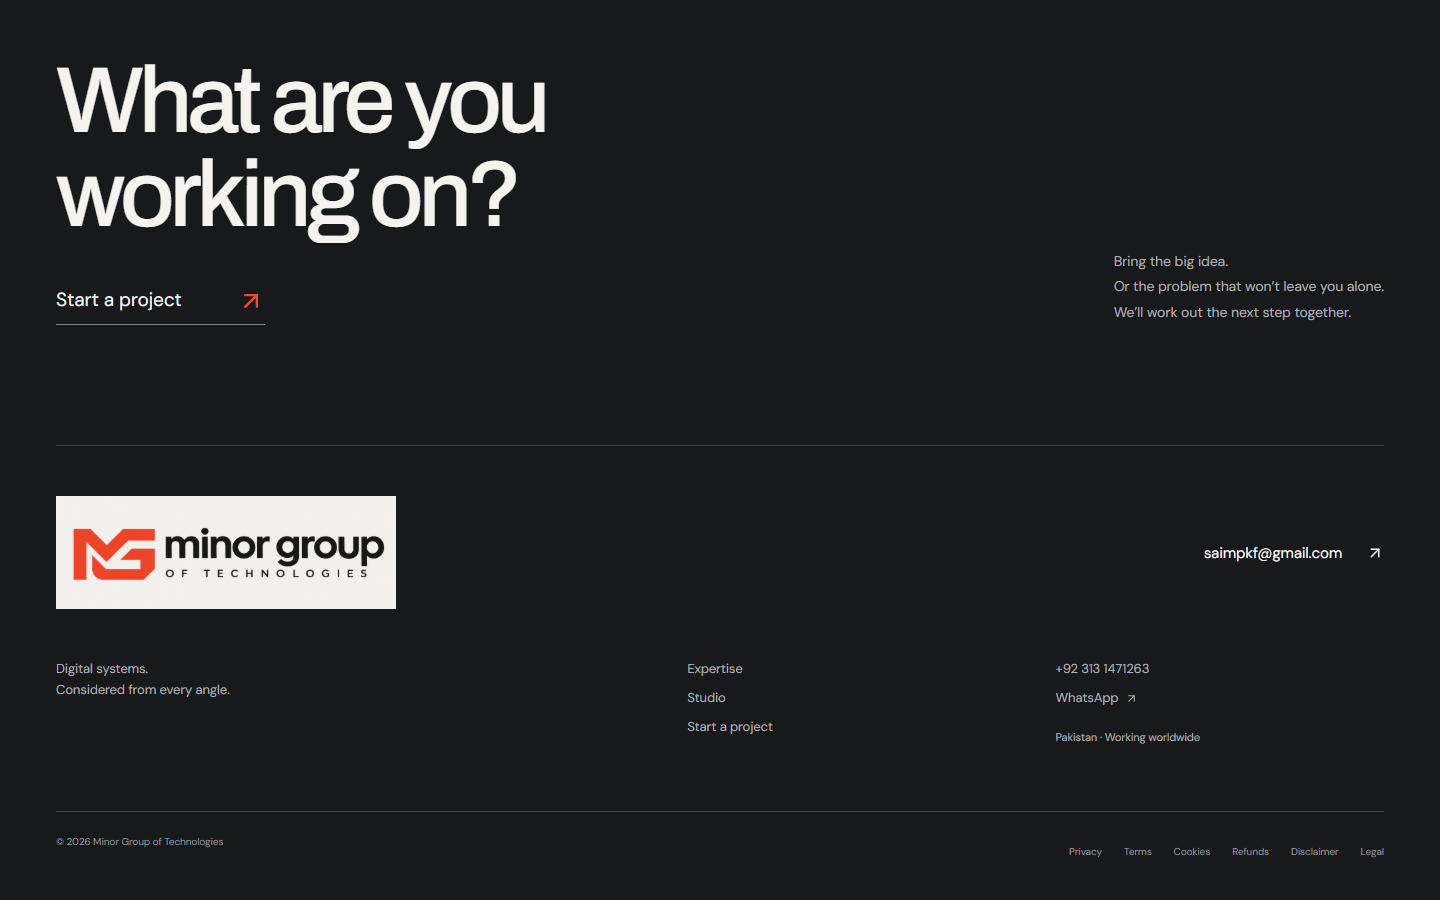 What are you
working on?
Start a project
Bring the big idea.
Or the problem that won’t leave you alone.
We’ll work out the next step together.
minor group
OF TECHNOLOGIES
saimpkf@gmail.com
Digital systems.
Considered from every angle.
Expertise
Studio
Start a project
+92 313 1471263
WhatsApp
Pakistan · Working worldwide
© 2026 Minor Group of Technologies
Privacy Terms Cookies Refunds Disclaimer Legal